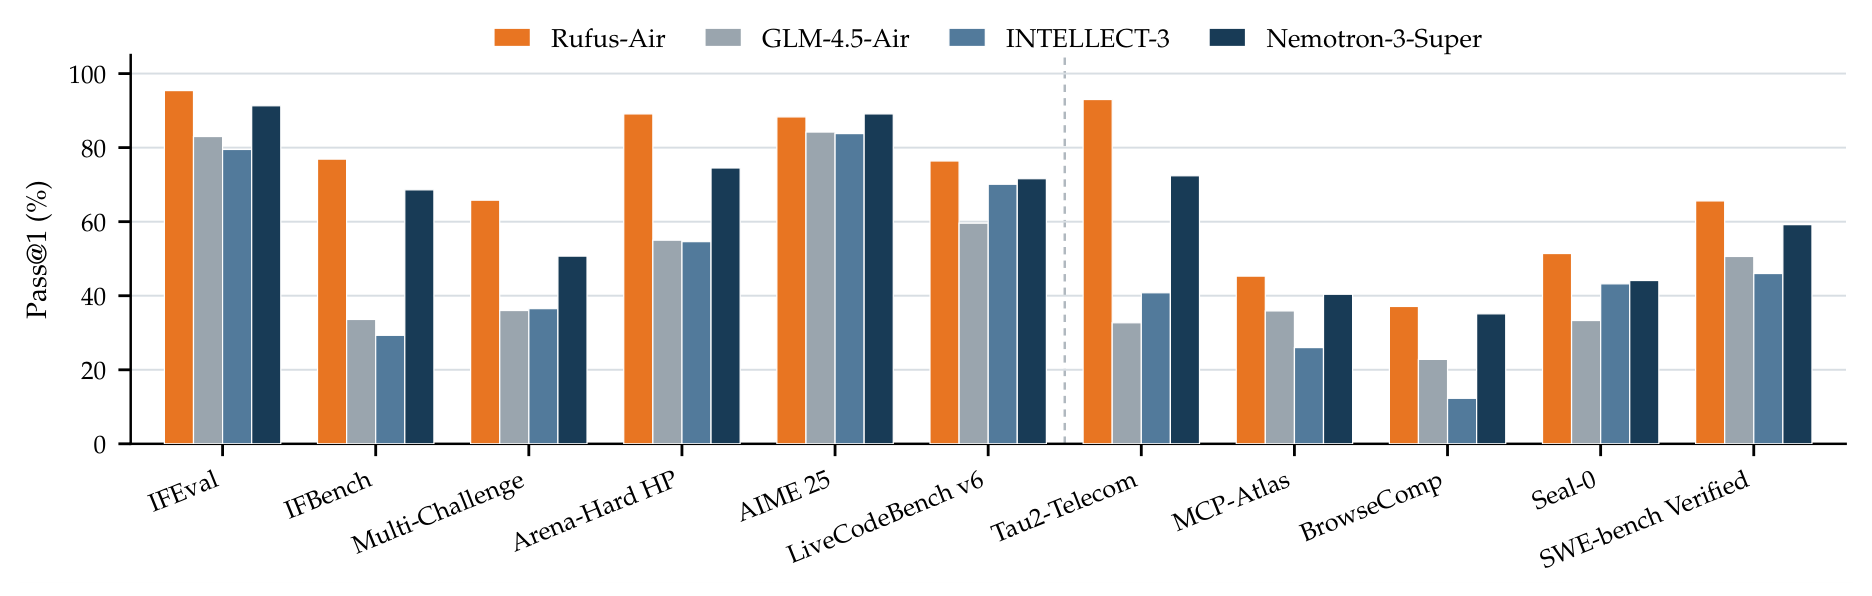 Rufus-Air GLM-4.5-Air INTELLECT-3 Nemotron-3-Super
Pass@1 (%)
100
80
60
40
20
0
IFEval
IFBench
Multi-Challenge
Arena-Hard HP
AIME 25
LiveCodeBench v6
Tau2-Telecom
MCP-Atlas
BrowseComp
Seal-0
SWE-bench Verified